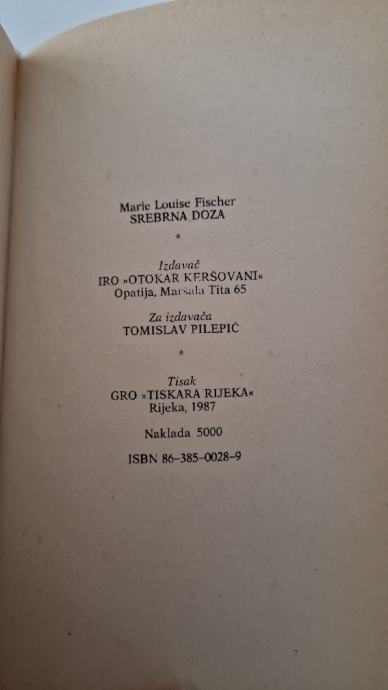 Marie Louise Fischer
SREBRNA DOZA
*
Izdavač
IRO »OTOKAR KERŠOVANI«
Opatija, Maršala Tita 65
Za izdavača
TOMISLAV PILEPIĆ
*
Tisak
GRO »TISKARA RIJEKA«
Rijeka, 1987
Naklada 5000
ISBN 86-385-0028-9